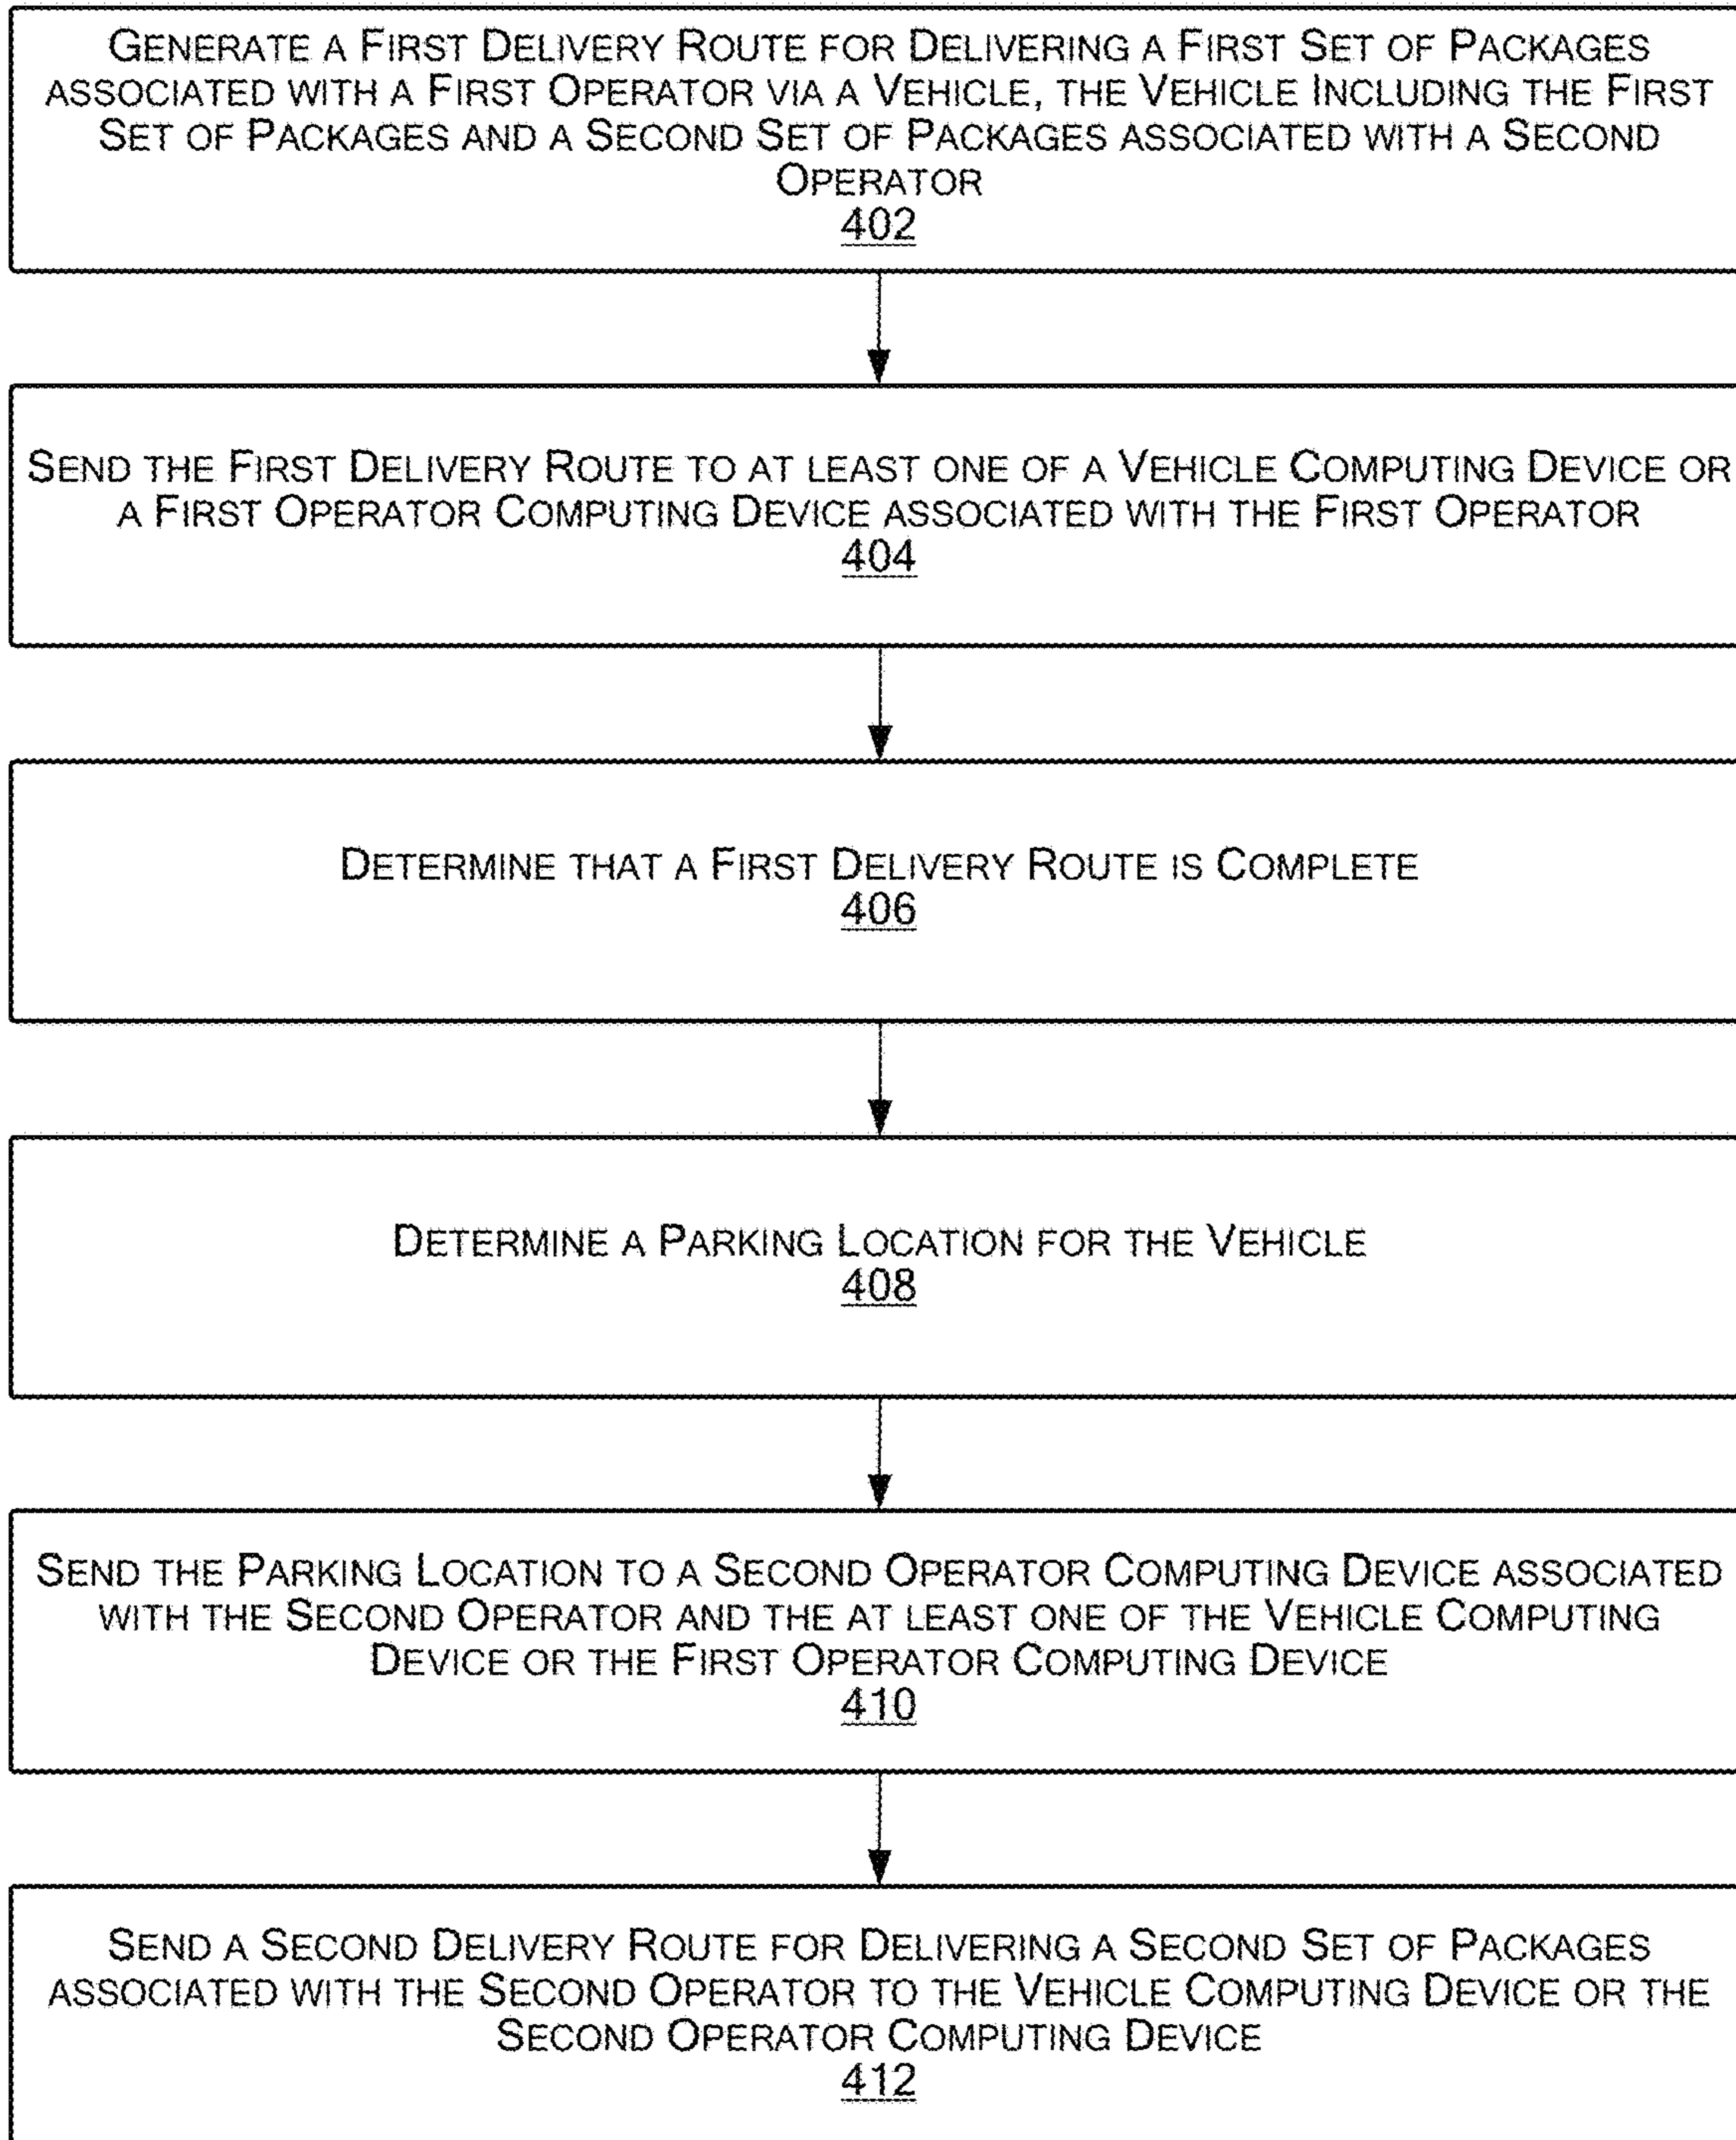 GENERATE A FIRST DELIVERY ROUTE FOR DELIVERING A FIRST SET OF PACKAGES
ASSOCIATED WITH A FIRST OPERATOR VIA A VEHICLE, THE VEHICLE INCLUDING THE FIRST
SET OF PACKAGES AND A SECOND SET OF PACKAGES ASSOCIATED WITH A SECOND
OPERATOR
402
SEND THE FIRST DELIVERY ROUTE TO AT LEAST ONE OF A VEHICLE COMPUTING DEVICE OR
A FIRST OPERATOR COMPUTING DEVICE ASSOCIATED WITH THE FIRST OPERATOR
404
DETERMINE THAT A FIRST DELIVERY ROUTE IS COMPLETE
406
DETERMINE A PARKING LOCATION FOR THE VEHICLE
408
SEND THE PARKING LOCATION TO A SECOND OPERATOR COMPUTING DEVICE ASSOCIATED
WITH THE SECOND OPERATOR AND THE AT LEAST ONE OF THE VEHICLE COMPUTING
DEVICE OR THE FIRST OPERATOR COMPUTING DEVICE
410
SEND A SECOND DELIVERY ROUTE FOR DELIVERING A SECOND SET OF PACKAGES
ASSOCIATED WITH THE SECOND OPERATOR TO THE VEHICLE COMPUTING DEVICE OR THE
SECOND OPERATOR COMPUTING DEVICE
412